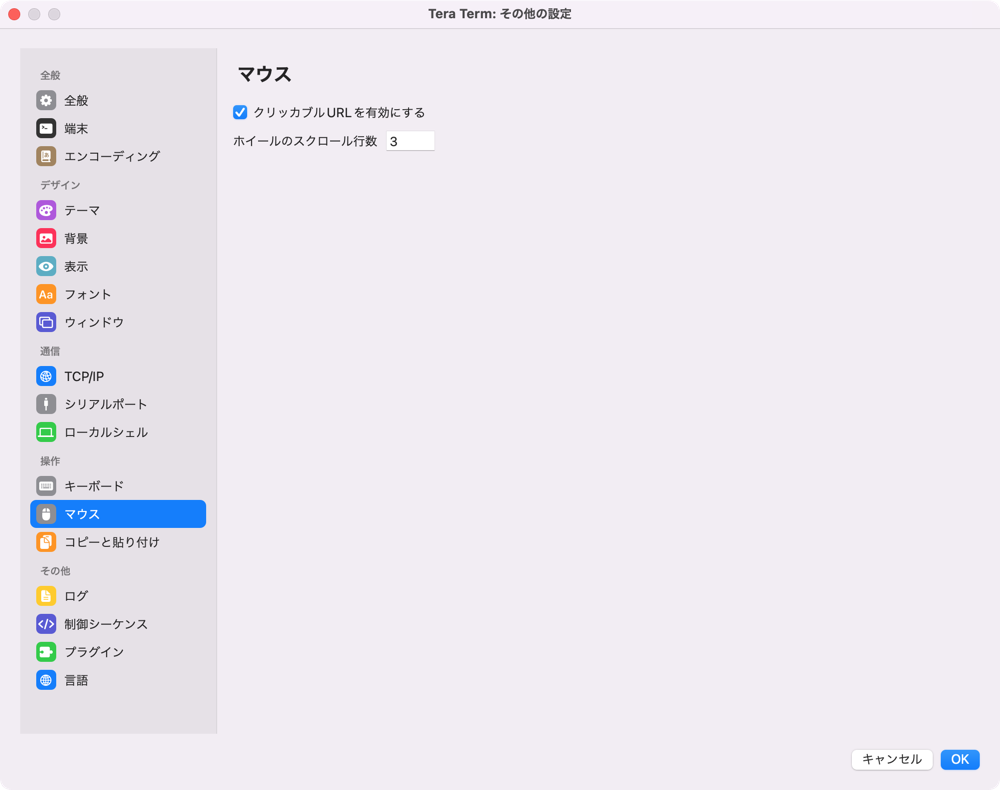 Tera Term: その他の設定
全般
全般
端末
エンコーディング
デザイン
テーマ
背景
表示
Aa フォント
ウィンドウ
通信
TCP/IP
シリアルポート
ローカルシェル
操作
キーボード
マウス
コピーと貼り付け
その他
ログ
</> 制御シーケンス
プラグイン
言語
マウス
クリッカブルURLを有効にする
ホイールのスクロール行数 3
キャンセル OK